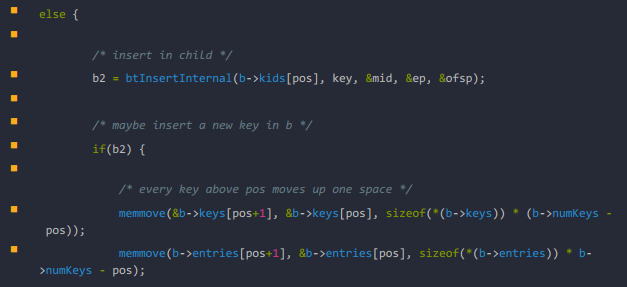 else {
/* insert in child */
b2 = btInsertInternal(b->kids[pos], key, &mid, &ep, &ofsp);
/* maybe insert a new key in b */
if(b2) {
/* every key above pos moves up one space */
memmove(&b->keys[pos+1], &b->keys[pos], sizeof(*(b->keys)) * (b->numKeys -
pos));
memmove(b->entries[pos+1], &b->entries[pos], sizeof(*(b->entries)) * b-
>numKeys - pos);